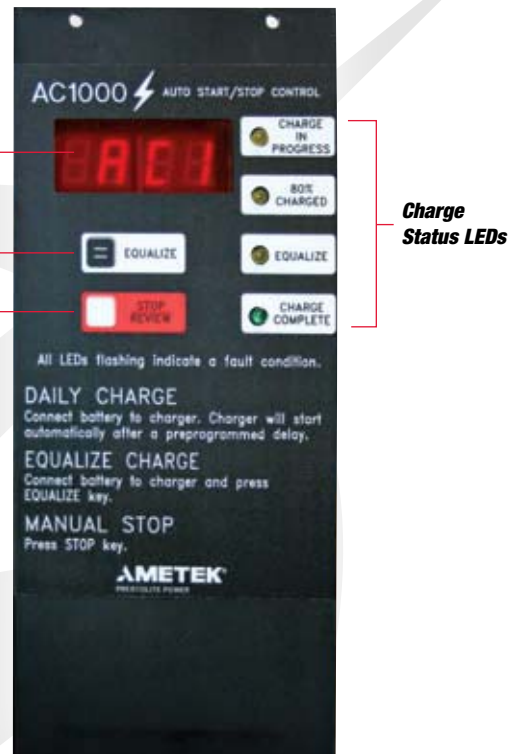 AC1000 AUTO START/STOP CONTROL
AC1
CHARGE
IN
PROGRESS
80%
CHARGED
EQUALIZE
EQUALIZE
STOP
REVIEW
CHARGE
COMPLETE
Charge
Status LEDs
All LEDs flashing indicate a fault condition.
DAILY CHARGE
Connect battery to charger. Charger will start
automatically after a preprogrammed delay.
EQUALIZE CHARGE
Connect battery to charger and press
EQUALIZE key.
MANUAL STOP
Press STOP key.
AMETEK®
PRESTOLITE POWER